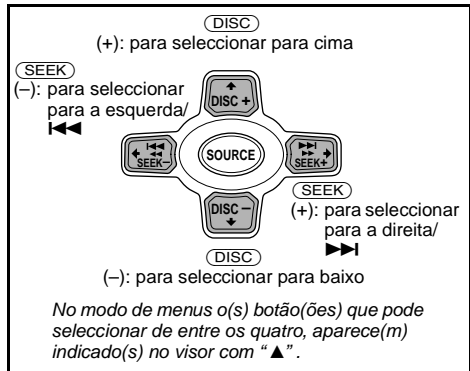 DISC
(+): para seleccionar para cima
SEEK
(–): para seleccionar
para a esquerda/
DISC +
SEEK–
SOURCE
SEEK+
DISC –
SEEK
(+): para seleccionar
para a direita/
DISC
(–): para seleccionar para baixo
No modo de menus o(s) botão(ões) que pode
seleccionar de entre os quatro, aparece(m)
indicado(s) no visor com “▲” .